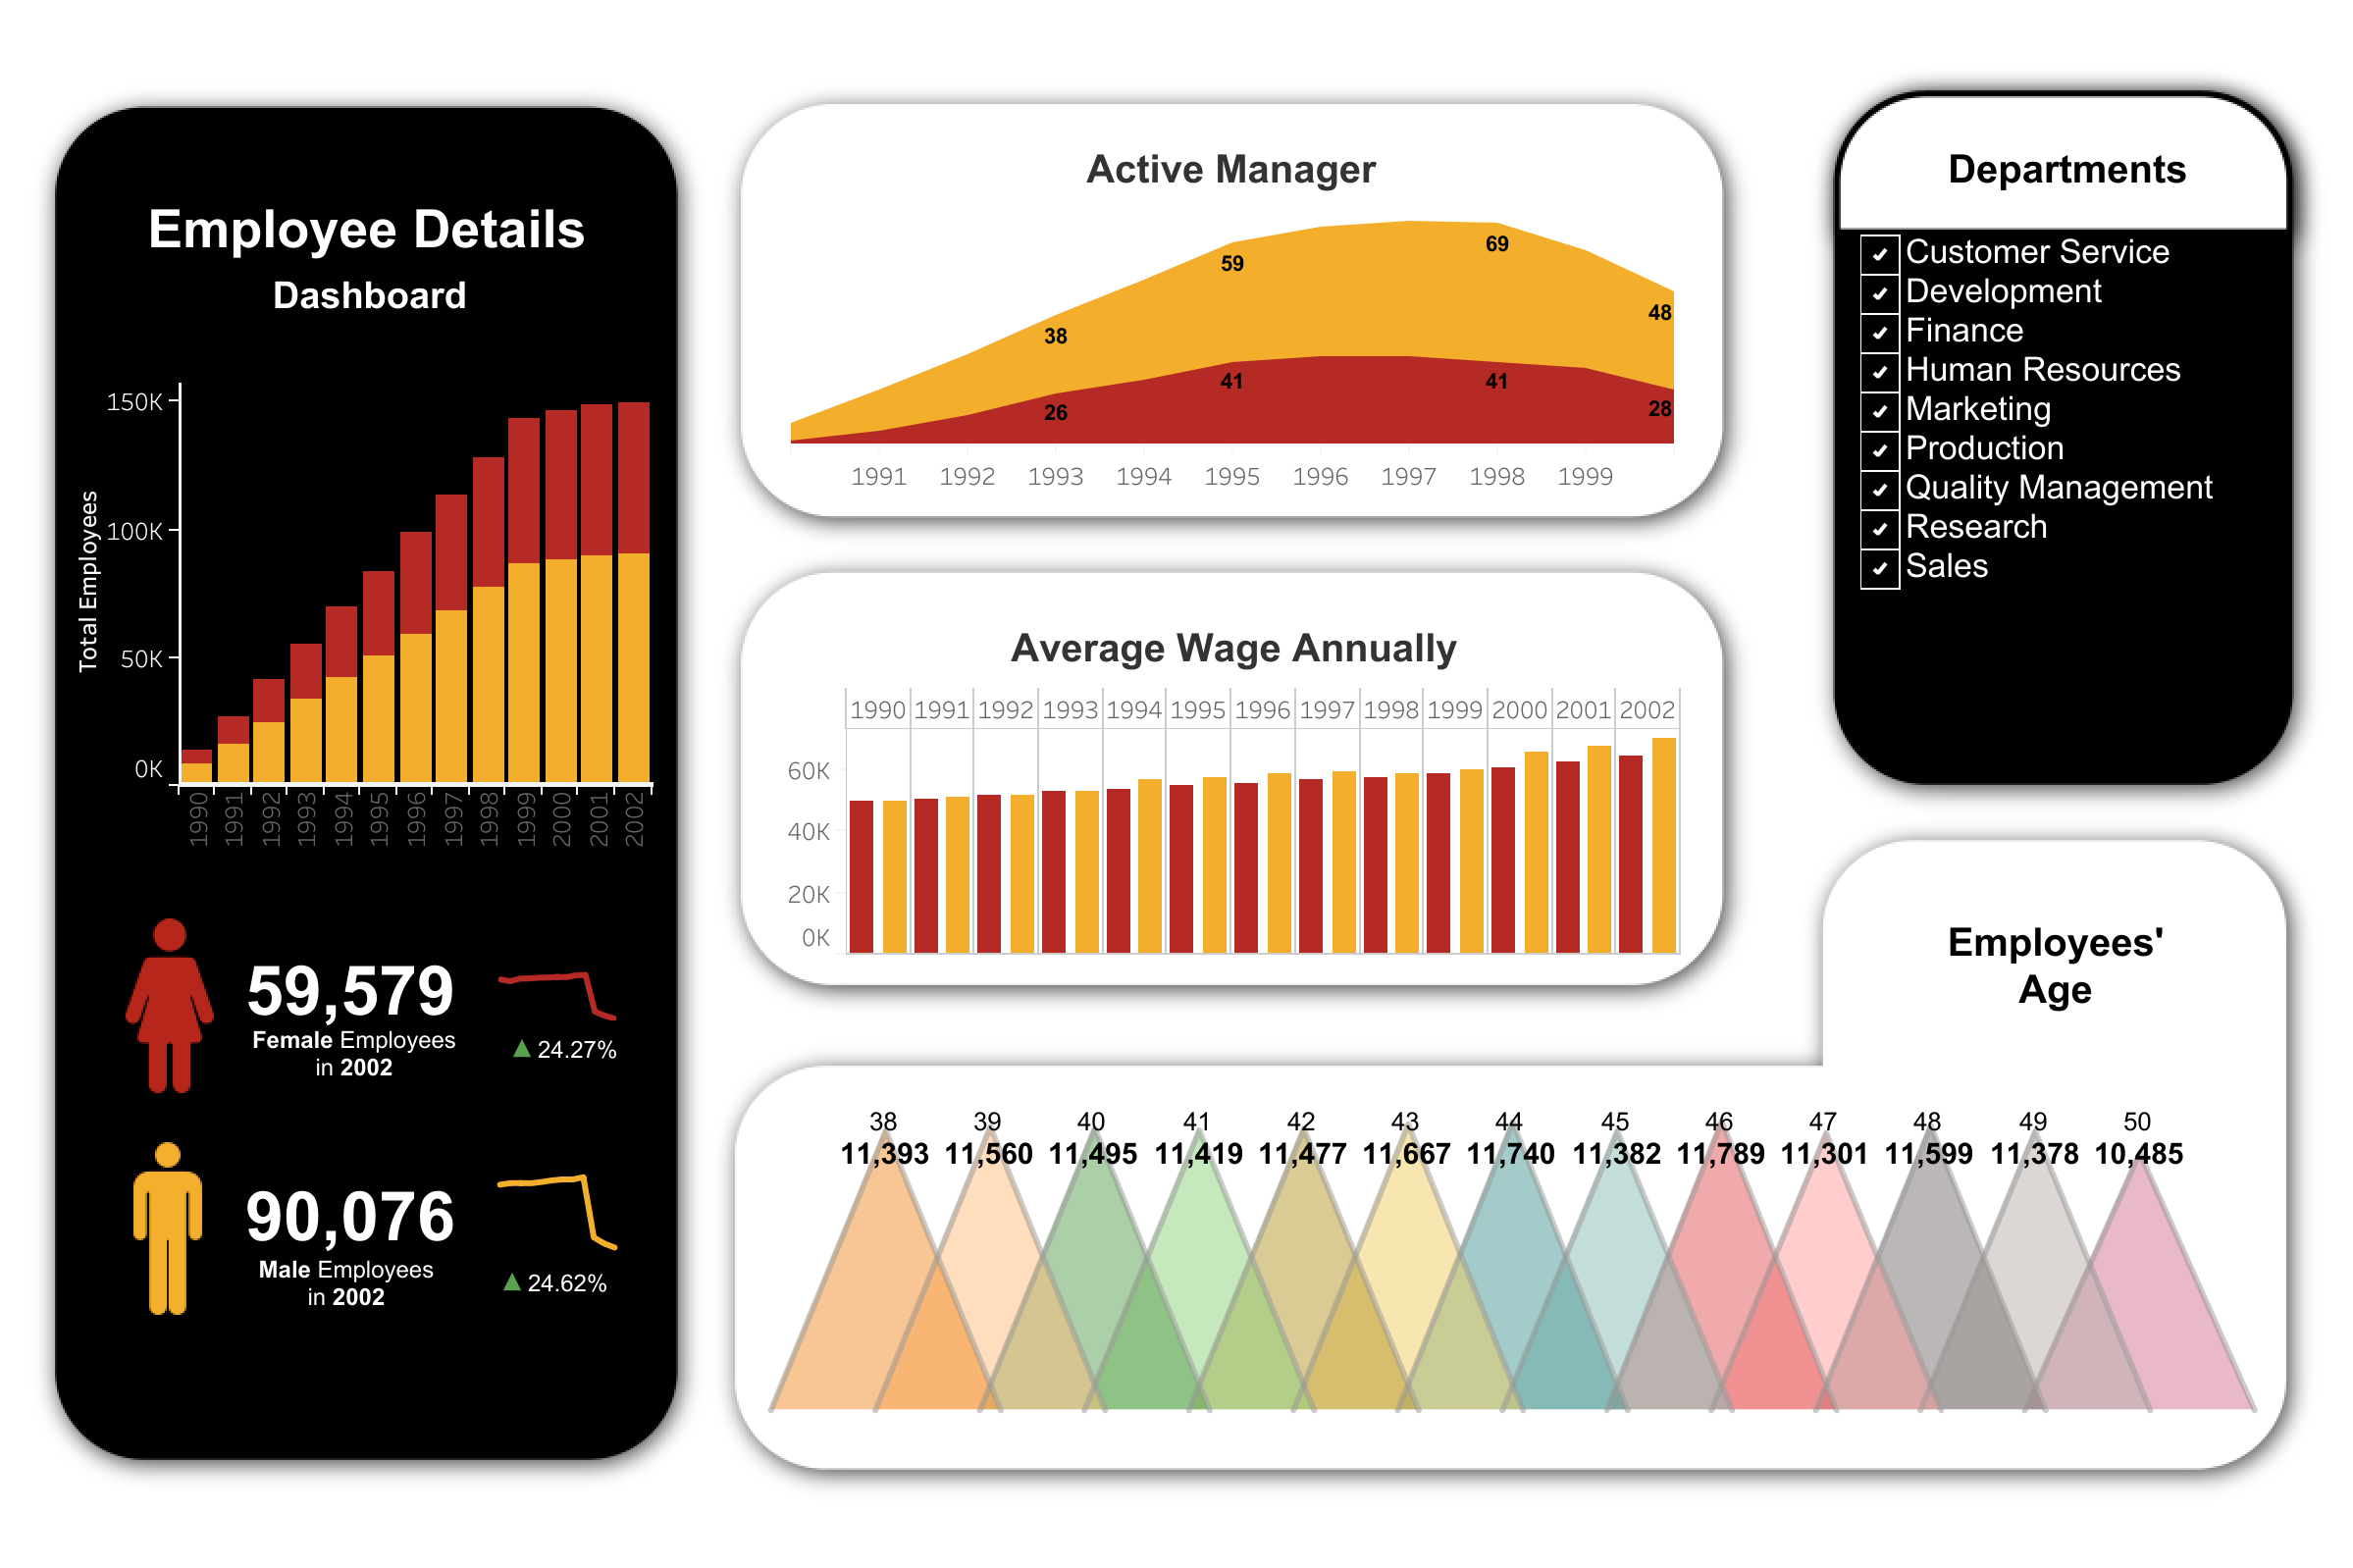 Employee Details
Dashboard
150K
100K
50K
0K
Total Employees
1990 1991 1992 1993 1994 1995 1996 1997 1998 1999 2000 2001 2002
59,579
Female Employees
in 2002
24.27%
90,076
Male Employees
in 2002
24.62%
Active Manager
59
69
38
48
41
41
26
28
1991 1992 1993 1994 1995 1996 1997 1998 1999
Average Wage Annually
1990 1991 1992 1993 1994 1995 1996 1997 1998 1999 2000 2001 2002
60K
40K
20K
0K
Departments
Customer Service
Development
Finance
Human Resources
Marketing
Production
Quality Management
Research
Sales
Employees'
Age
38 39 40 41 42 43 44 45 46 47 48 49 50
11,393 11,560 11,495 11,419 11,477 11,667 11,740 11,382 11,789 11,301 11,599 11,378 10,485